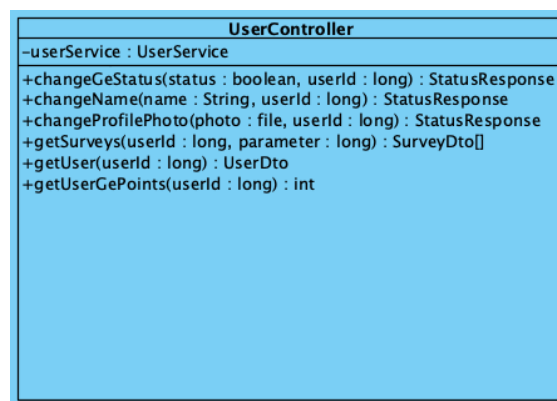 UserController
-userService : UserService
+changeGeStatus(status : boolean, userId : long) : StatusResponse
+changeName(name : String, userId : long) : StatusResponse
+changeProfilePhoto(photo : file, userId : long) : StatusResponse
+getSurveys(userId : long, parameter : long) : SurveyDto[]
+getUser(userId : long) : UserDto
+getUserGePoints(userId : long) : int